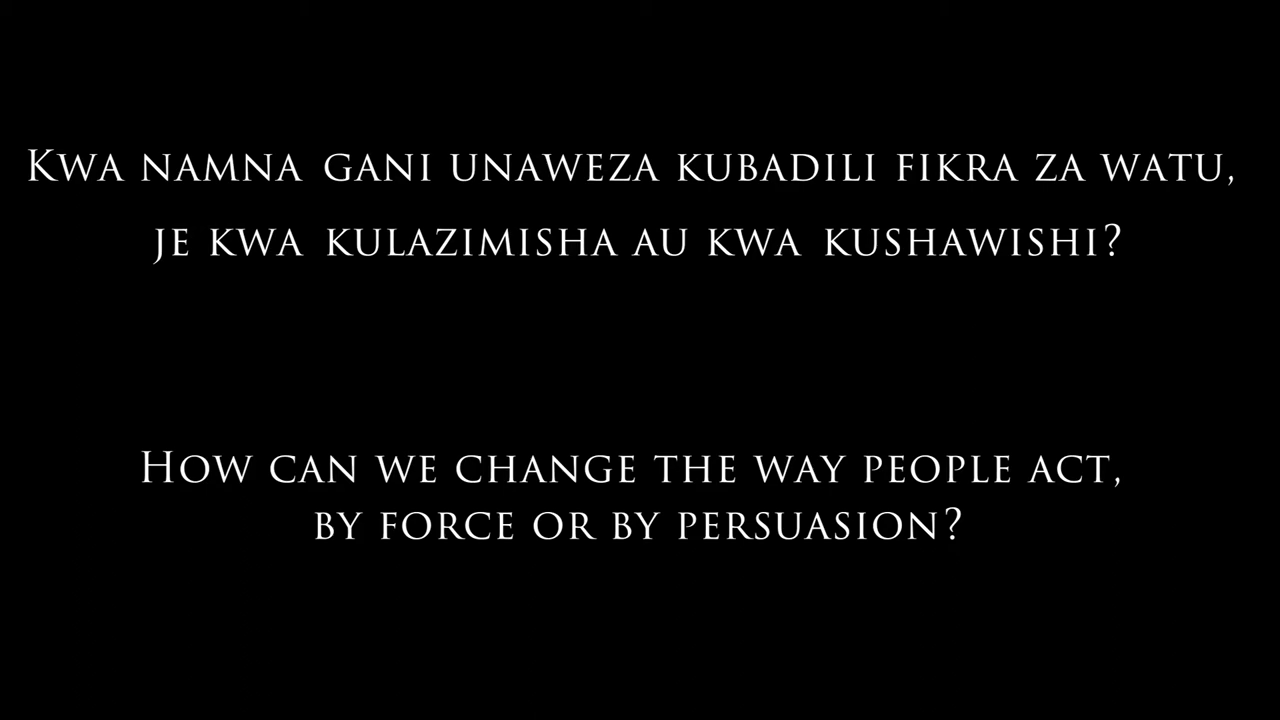 Kwa namna gani unaweza kubadili fikra za watu,
je kwa kulazimisha au kwa kushawishi?
How can we change the way people act,
by force or by persuasion?